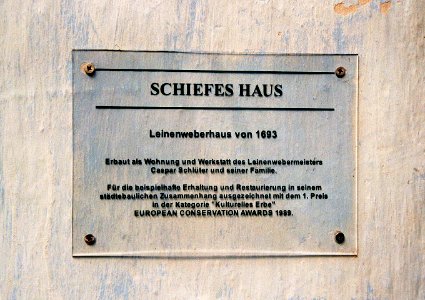 SCHIEFES HAUS
Leinenweberhaus von 1693
Erbaut als Wohnung und Werkstatt des Leinenwebermeisters
Caspar Schlüter und seiner Familie.
Für die beispielhafte Erhaltung und Restaurierung in seinem
städtebaulichen Zusammenhang ausgezeichnet mit dem 1. Preis
in der Kategorie "Kulturelles Erbe"
EUROPEAN CONSERVATION AWARDS 1989.